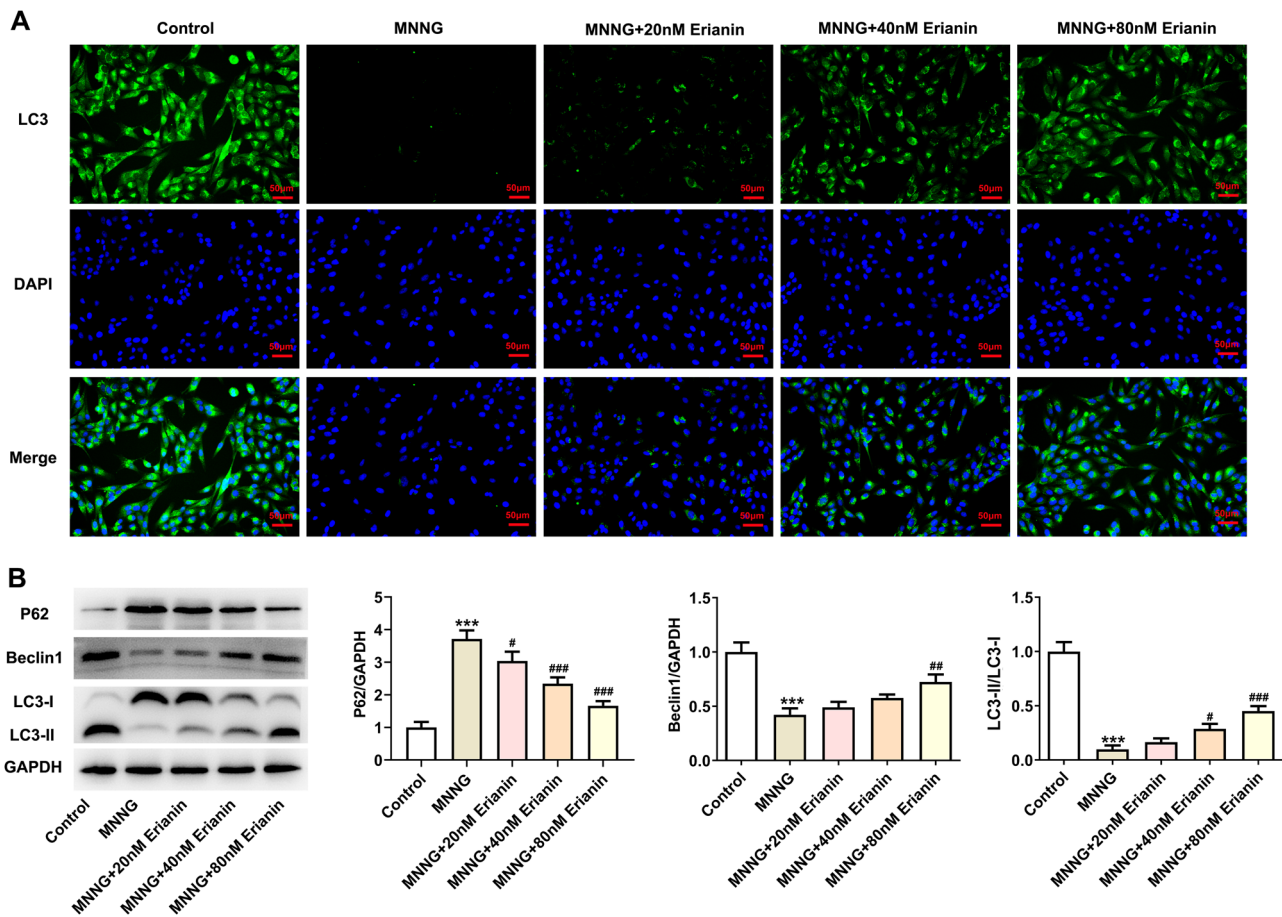 A
Control
MNNG
MNNG+20nM Erianin
MNNG+40nM Erianin
MNNG+80nM Erianin
LC3
50μm
50μm
50μm
50μm
50μm
DAPI
50μm
50μm
50μm
50μm
50μm
Merge
50μm
50μm
50μm
50μm
50μm
B
P62
Beclin1
LC3-I
LC3-II
GAPDH
Control
MNNG
MNNG+20nM Erianin
MNNG+40nM Erianin
MNNG+80nM Erianin
P62/GAPDH
5
4
3
2
1
0
***
#
###
###
Control
MNNG
MNNG+20nM Erianin
MNNG+40nM Erianin
MNNG+80nM Erianin
Beclin1/GAPDH
1.5
1.0
0.5
0.0
***
##
Control
MNNG
MNNG+20nM Erianin
MNNG+40nM Erianin
MNNG+80nM Erianin
LC3-II/LC3-I
1.5
1.0
0.5
0.0
***
#
###
Control
MNNG
MNNG+20nM Erianin
MNNG+40nM Erianin
MNNG+80nM Erianin